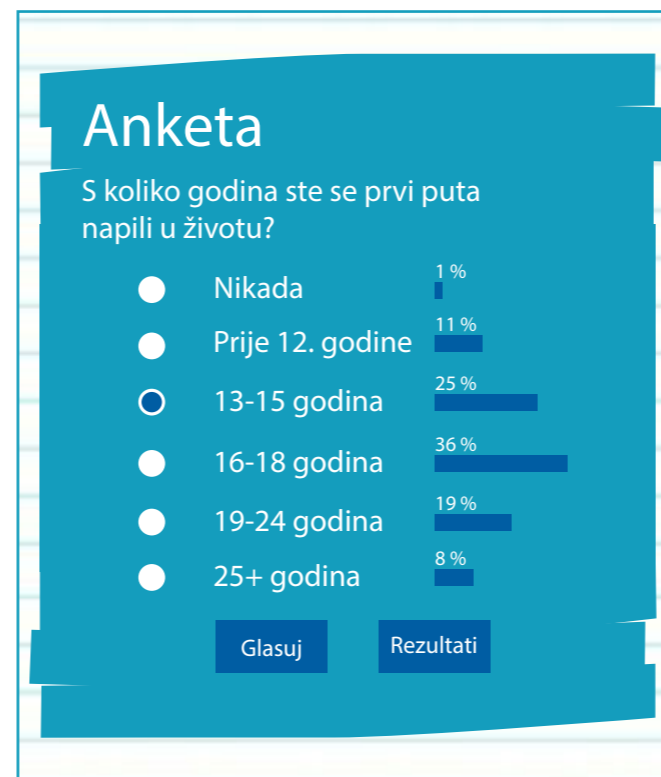 Anketa
S koliko godina ste se prvi puta
napili u životu?
Nikada 1 %
Prije 12. godine 11 %
13-15 godina 25 %
16-18 godina 36 %
19-24 godina 19 %
25+ godina 8 %
Glasuj Rezultati